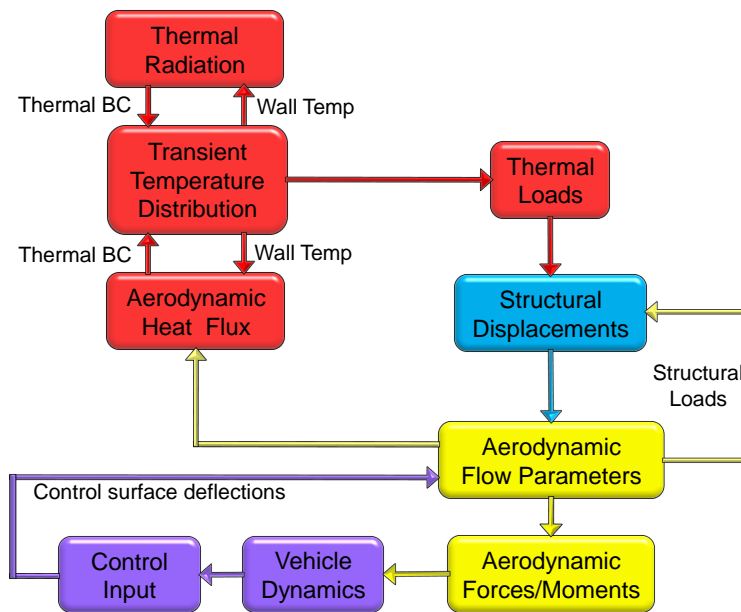 Thermal
Radiation
Thermal BC
Wall Temp
Transient
Temperature
Distribution
Thermal
Loads
Thermal BC
Wall Temp
Aerodynamic
Heat Flux
Structural
Displacements
Structural
Loads
Aerodynamic
Flow Parameters
Control surface deflections
Control
Input
Vehicle
Dynamics
Aerodynamic
Forces/Moments